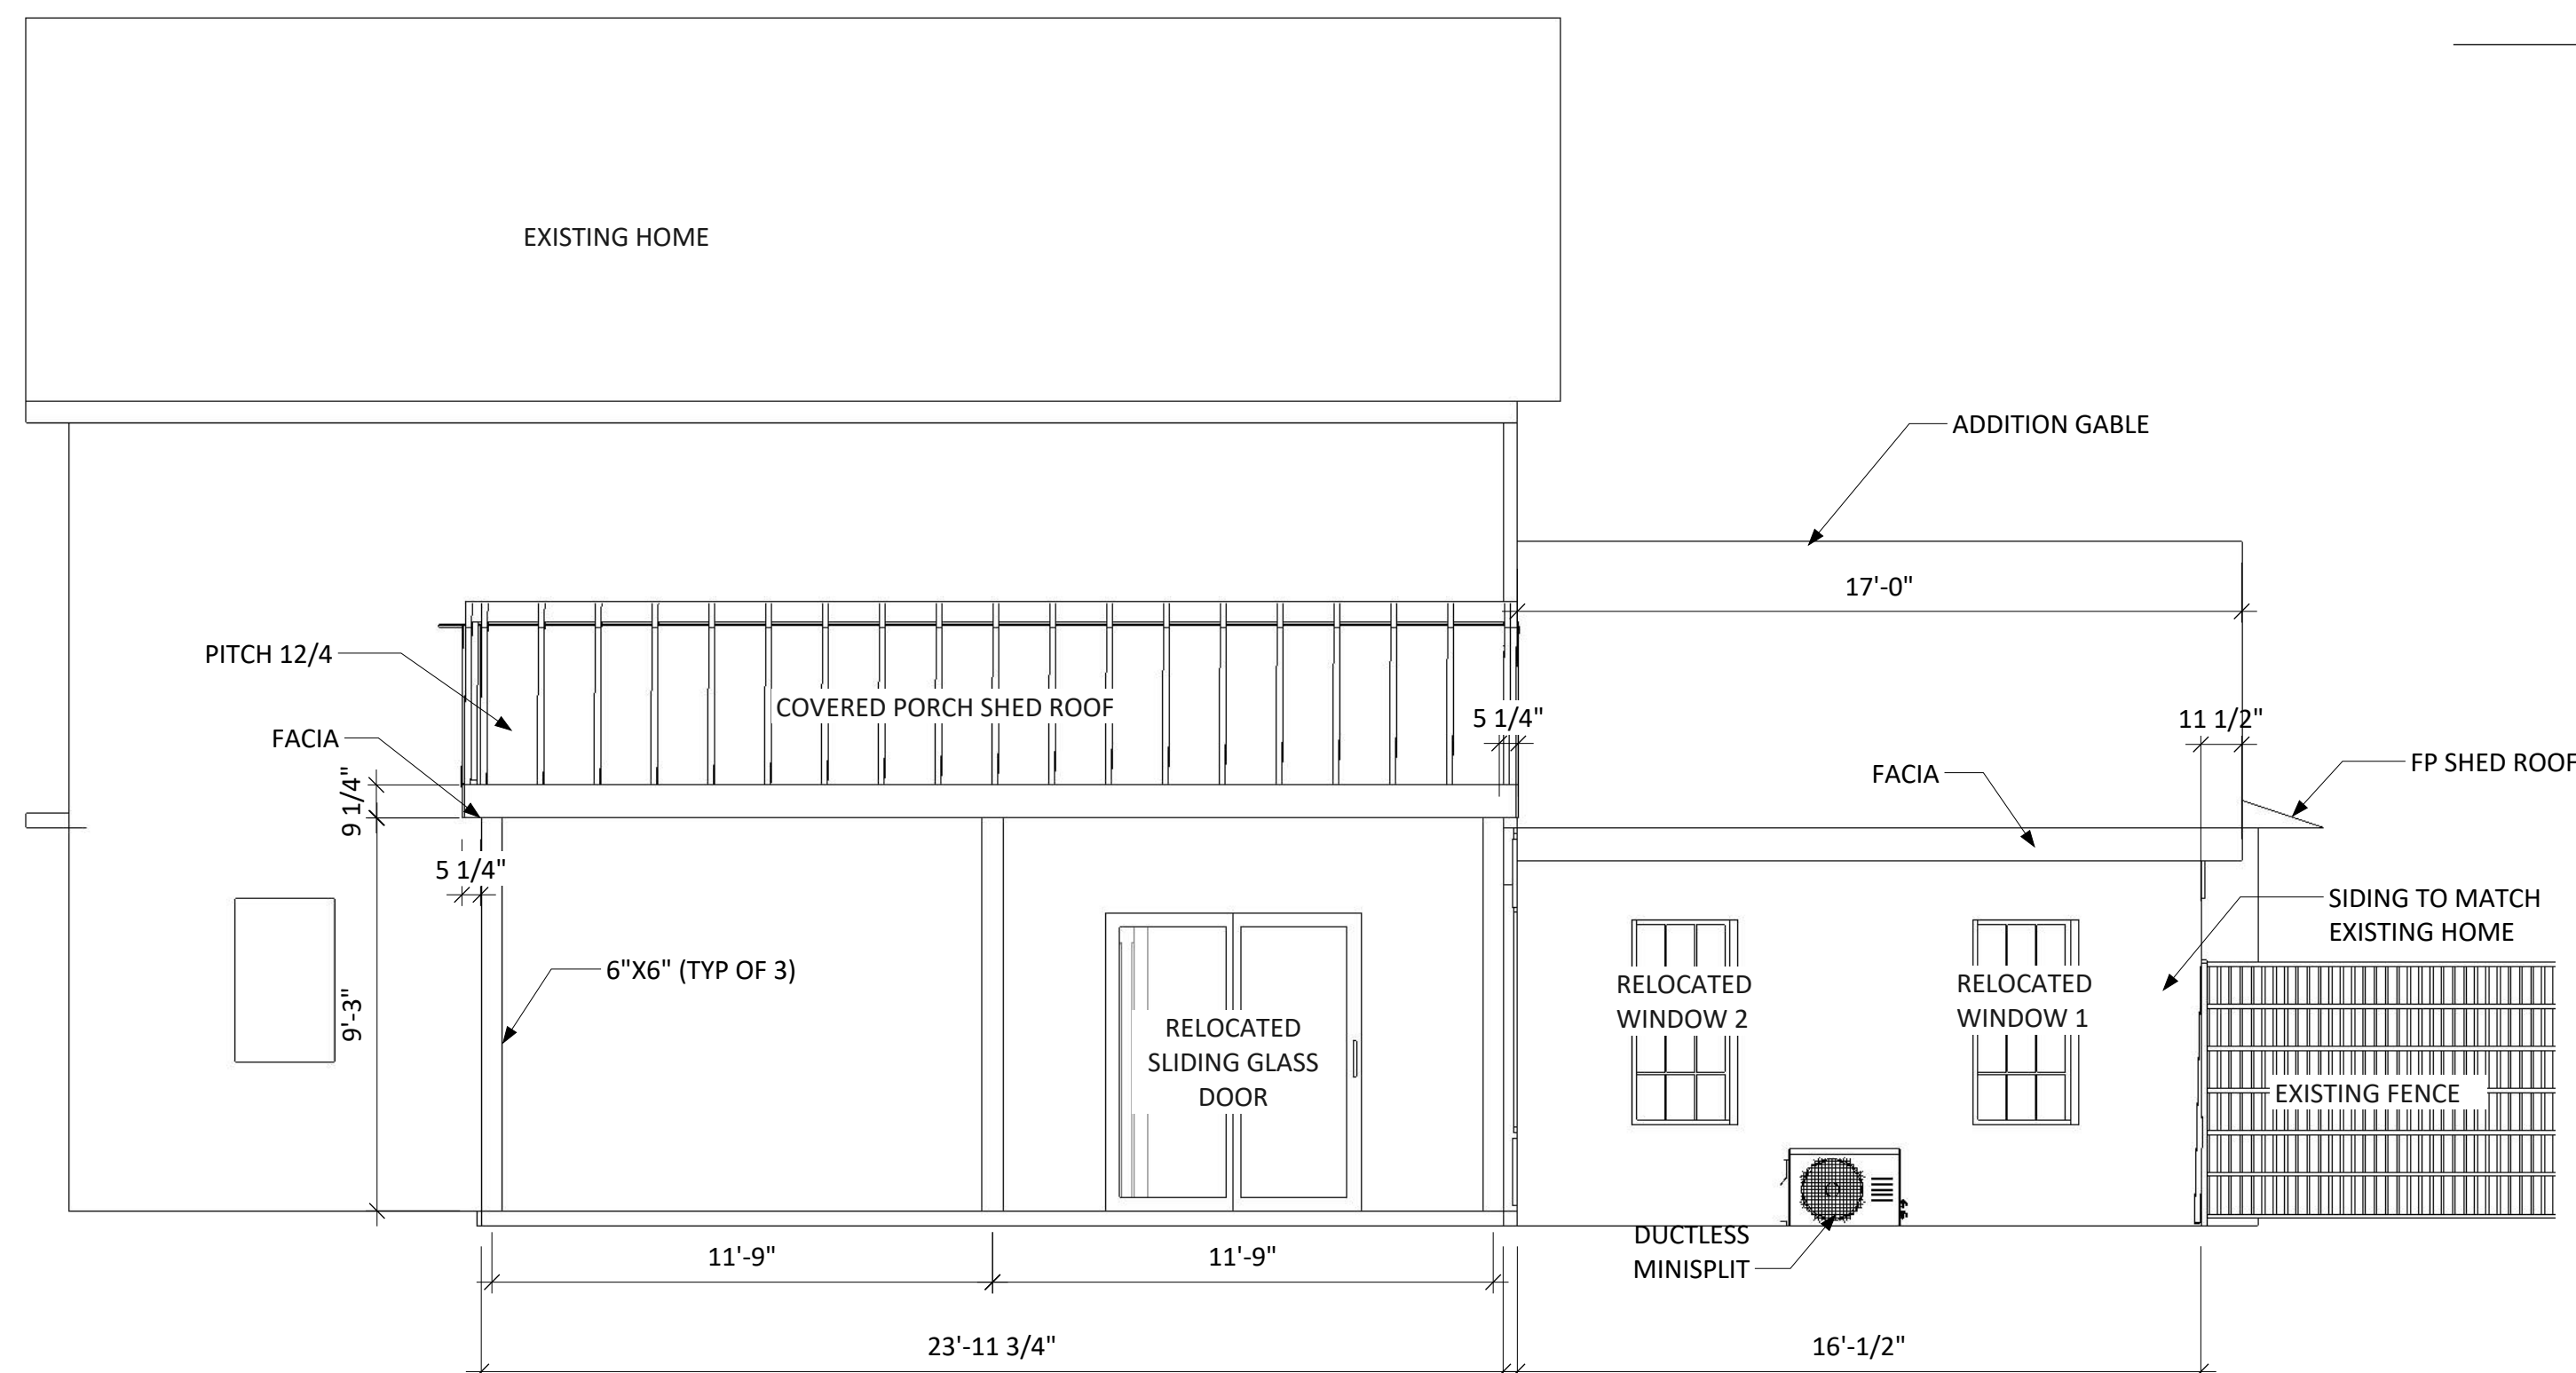 EXISTING HOME
ADDITION GABLE
17'-0"
PITCH 12/4
COVERED PORCH SHED ROOF
5 1/4"
11 1/2"
FACIA
FACIA
FP SHED ROOF
9 1/4"
5 1/4"
SIDING TO MATCH
EXISTING HOME
6"X6" (TYP OF 3)
9'-3"
RELOCATED
SLIDING GLASS
DOOR
RELOCATED
WINDOW 2
RELOCATED
WINDOW 1
EXISTING FENCE
DUCTLESS
MINISPLIT
11'-9"
11'-9"
23'-11 3/4"
16'-1/2"